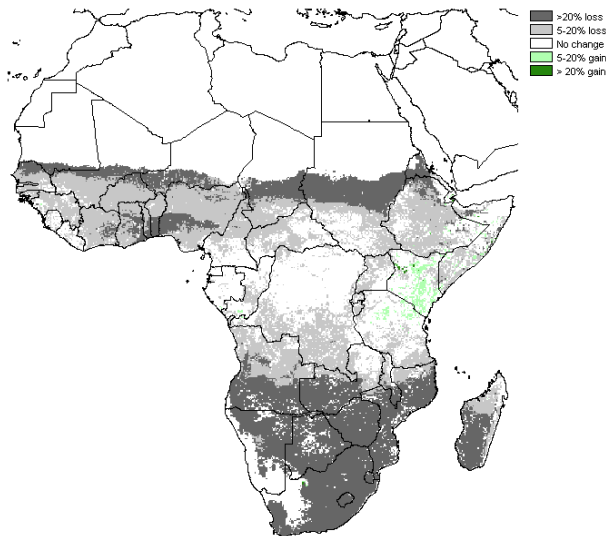 >20% loss
5-20% loss
No change
5-20% gain
> 20% gain